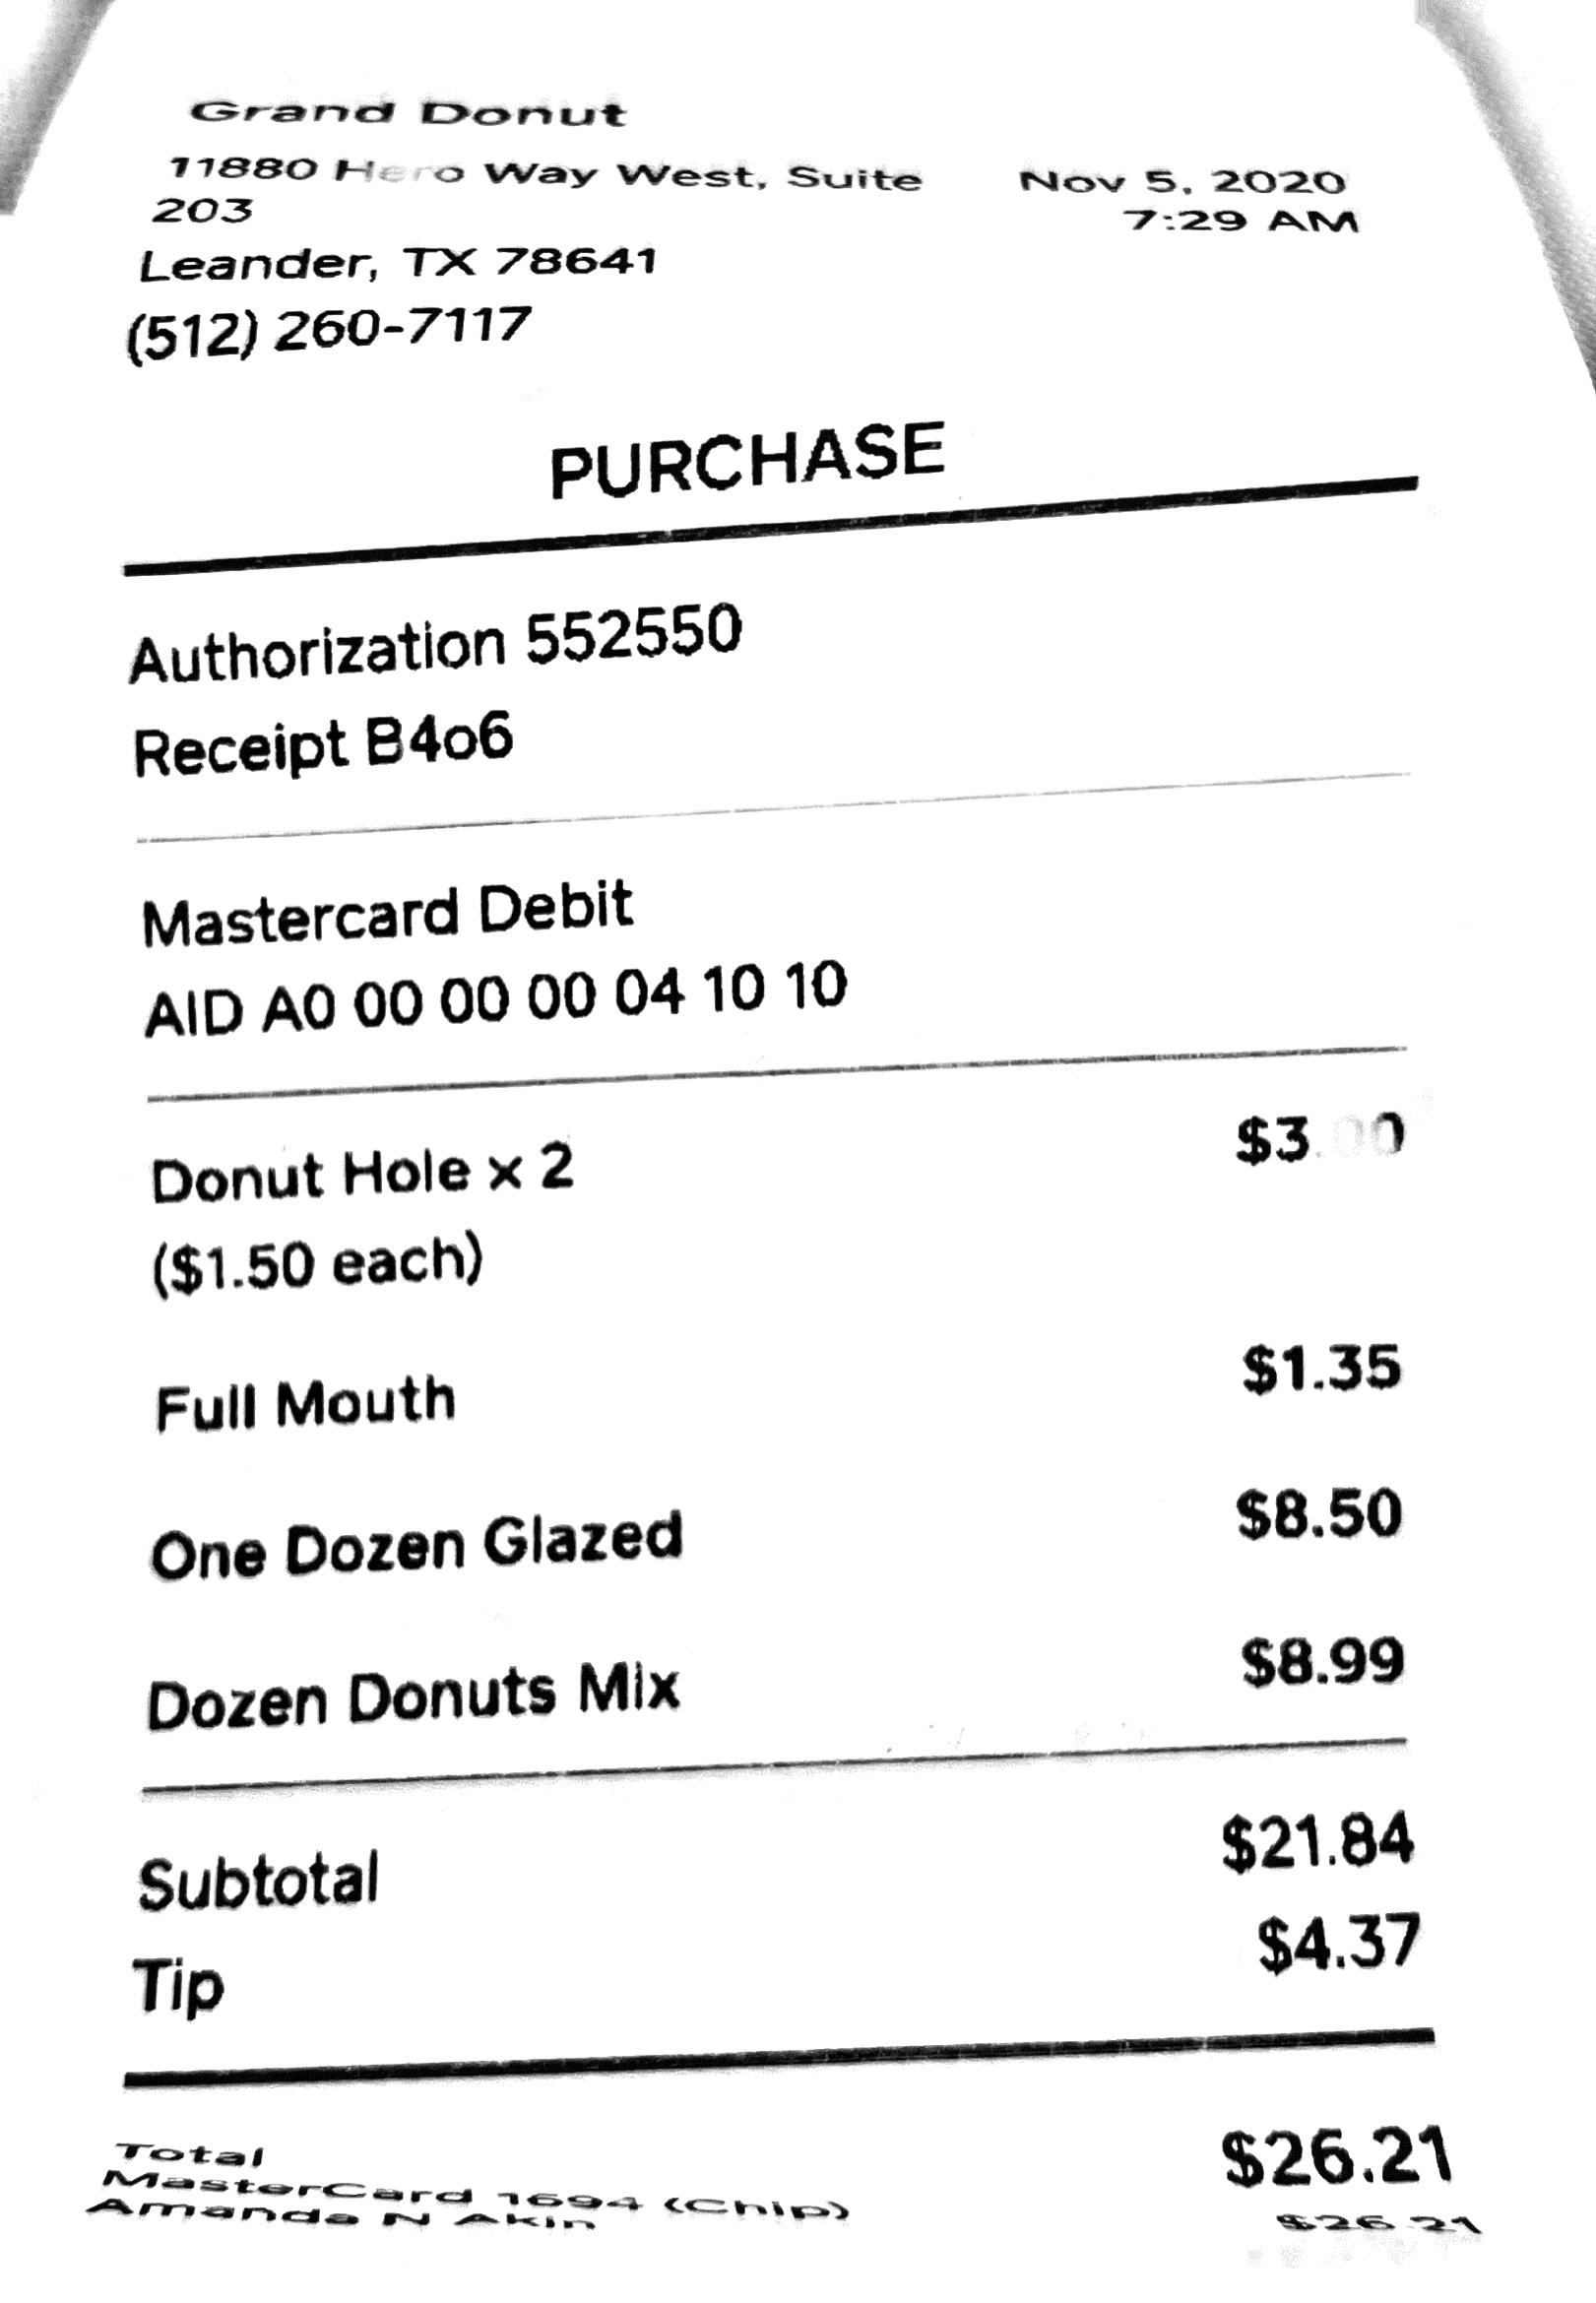 Grand Donut
11880 Hero Way West, Suite
203
Nov 5, 2020
7:29 AM
Leander, TX 78641
(512) 260-7117
PURCHASE
Authorization 552550
Receipt B4o6
Mastercard Debit
AID A0 00 00 00 04 10 10
Donut Hole x 2 $3.00
($1.50 each)
Full Mouth $1.35
One Dozen Glazed $8.50
Dozen Donuts Mix $8.99
Subtotal $21.84
Tip $4.37
Total $26.21
MasterCard 1694 (Chip) $26.21
Amanda N Akin